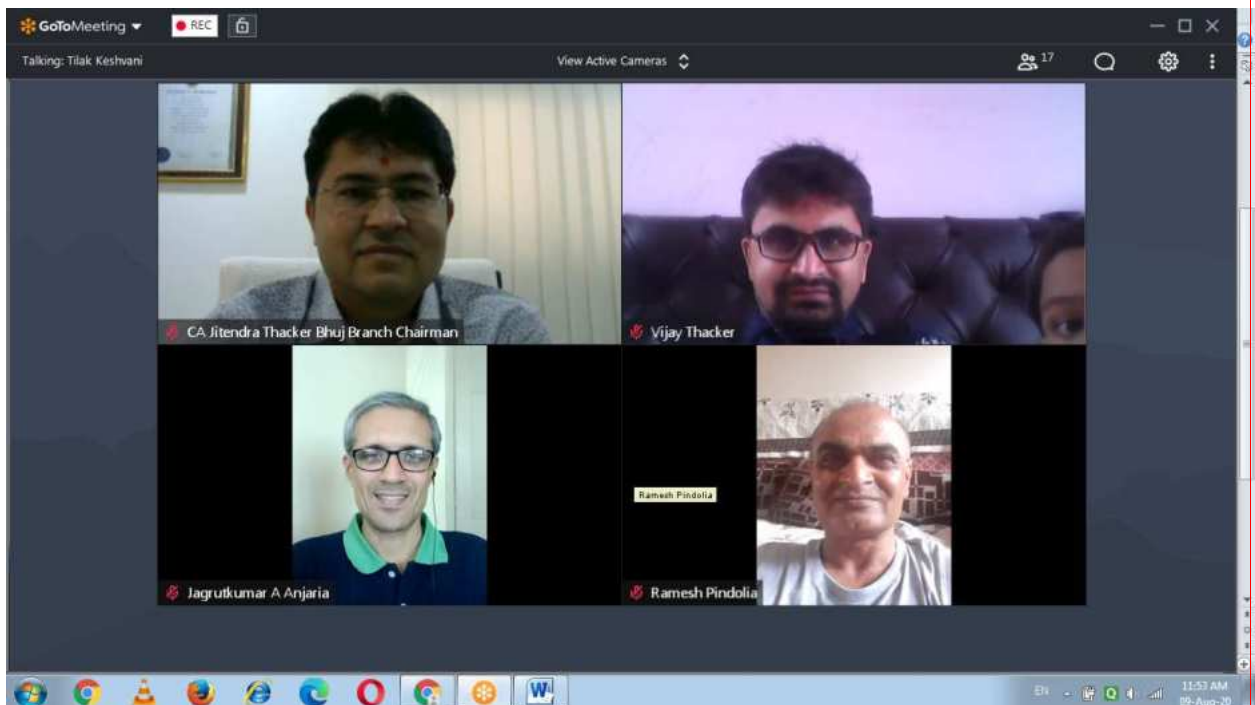 GoToMeeting
REC
Talking: Tilak Keshvani
View Active Cameras
17
CA Jitendra Thacker Bhuj Branch Chairman
Vijay Thacker
Ramesh Pindolia
Jagrutkumar A Anjaria
Ramesh Pindolia
W
EN
11:53 AM
09-Aug-20